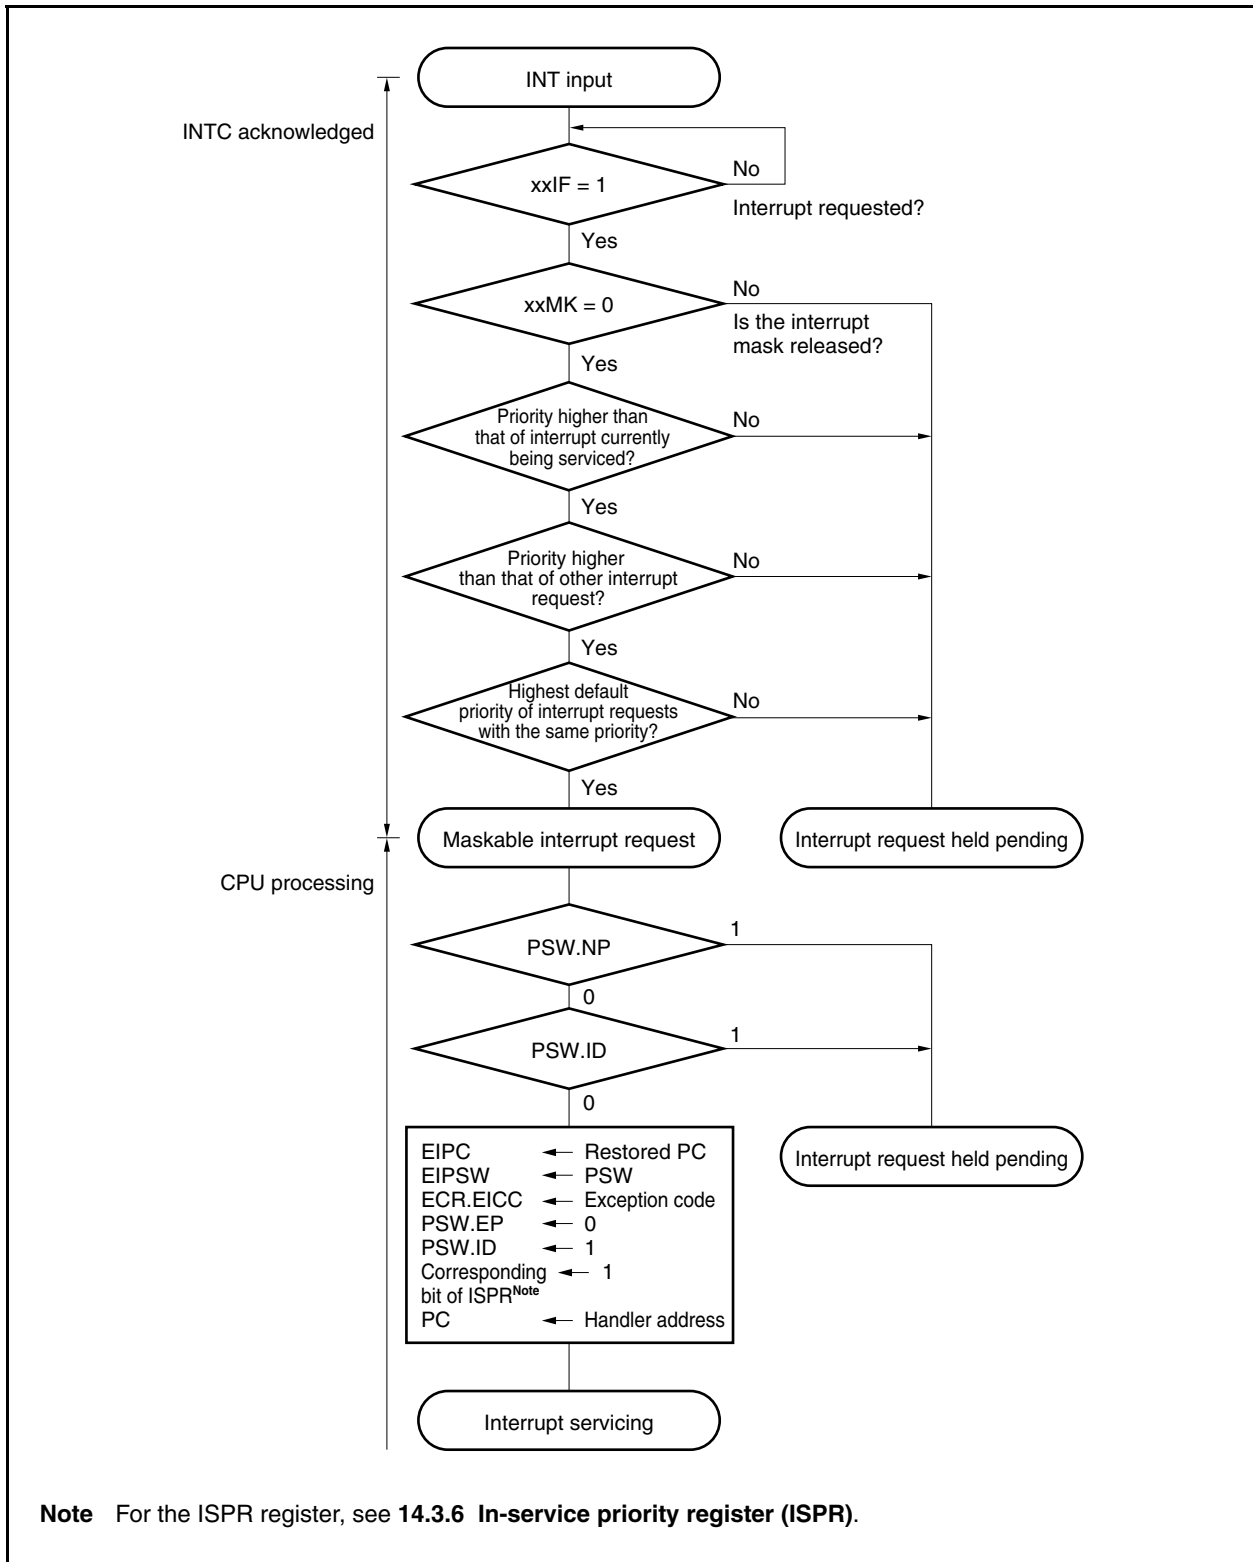 INT input
INTC acknowledged
xxIF = 1
No
Interrupt requested?
Yes
xxMK = 0
No
Is the interrupt
mask released?
Yes
Priority higher than
that of interrupt currently
being serviced?
No
Yes
Priority higher
than that of other interrupt
request?
No
Yes
Highest default
priority of interrupt requests
with the same priority?
No
Yes
Maskable interrupt request
Interrupt request held pending
CPU processing
PSW.NP
1
0
PSW.ID
1
0
EIPC ← Restored PC
EIPSW ← PSW
ECR.EICC ← Exception code
PSW.EP ← 0
PSW.ID ← 1
Corresponding ← 1
bit of ISPRNote
PC ← Handler address
Interrupt request held pending
Interrupt servicing
Note For the ISPR register, see 14.3.6 In-service priority register (ISPR).